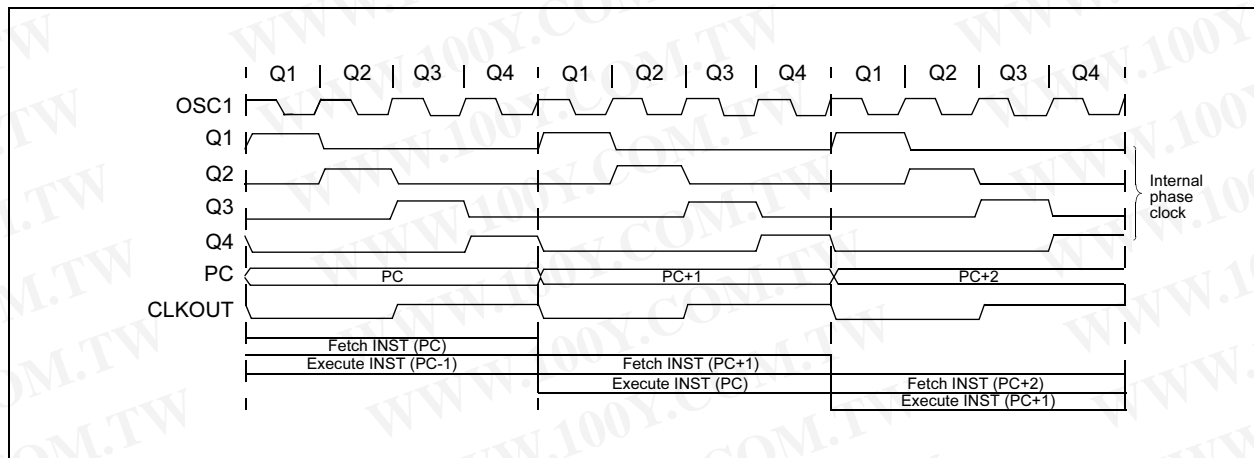 Q1 Q2 Q3 Q4 Q1 Q2 Q3 Q4 Q1 Q2 Q3 Q4
OSC1
Q1
Q2
Q3
Q4
Internal
phase
clock
PC PC PC+1 PC+2
CLKOUT
Fetch INST (PC)
Execute INST (PC-1) Fetch INST (PC+1)
Execute INST (PC) Fetch INST (PC+2)
Execute INST (PC+1)
WWW.100Y.COM.TW